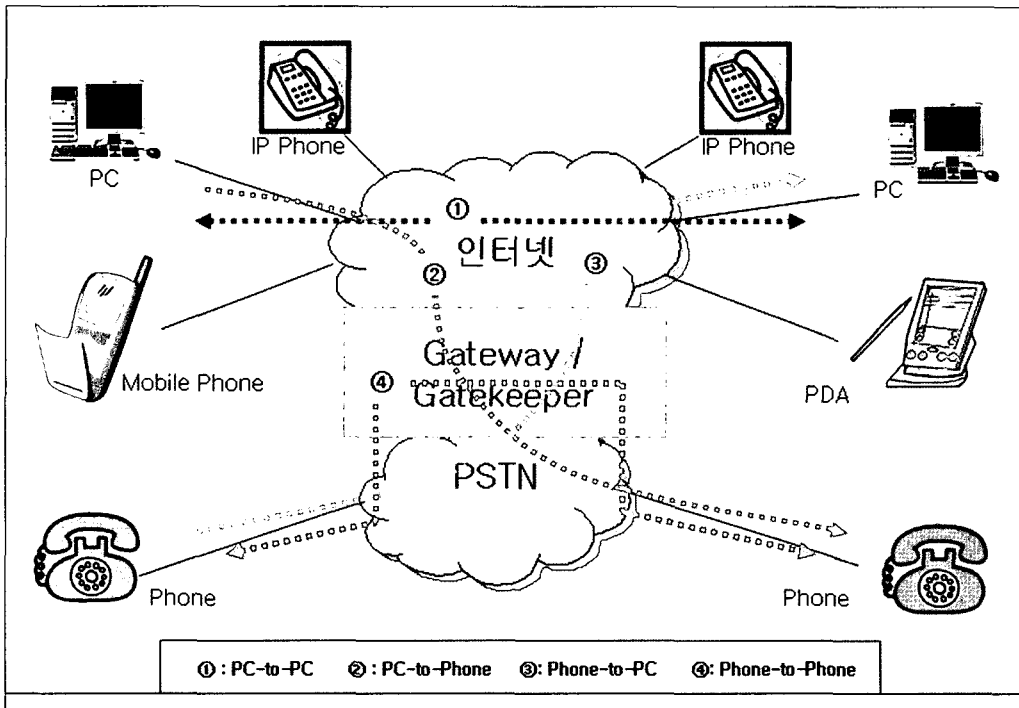 IP Phone
IP Phone
PC
PC
①
인터넷
②
③
Gateway /
Mobile Phone
④
Gatekeeper
PDA
PSTN
Phone
Phone
①: PC-to-PC ②: PC-to-Phone ③: Phone-to-PC ④: Phone-to-Phone